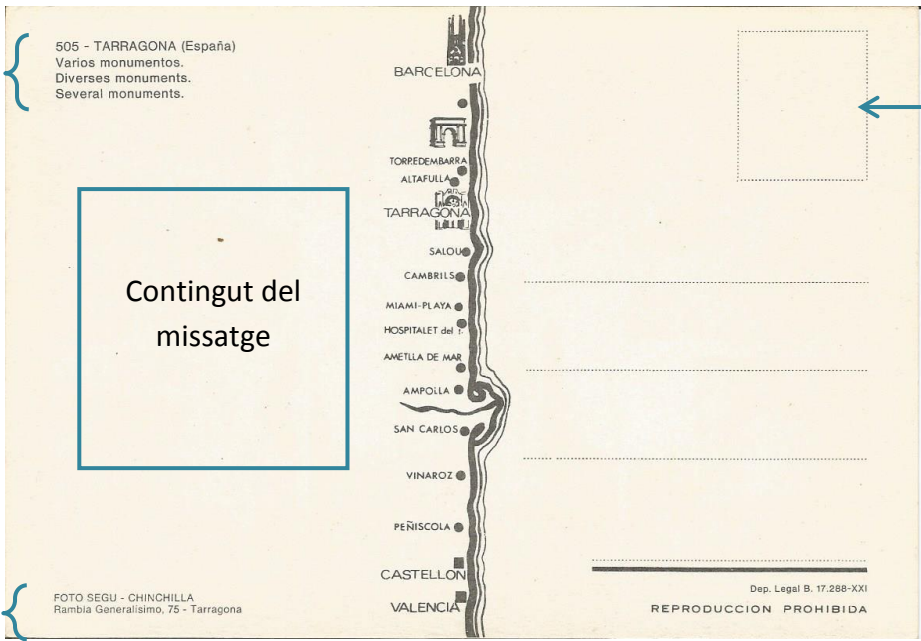 505 - TARRAGONA (España)
Varios monumentos.
Diverses monuments.
Several monuments.
Contingut del
missatge
FOTO SEGU - CHINCHILLA
Rambla Generalísimo, 75 - Tarragona
BARCELONA
TORREDEMBARRA
ALTAFULLA
TARRAGONA
SALOU
CAMBRILS
MIAMI-PLAYA
HOSPITALET del I.
AMETLLA DE MAR
AMPOLLA
SAN CARLOS
VINAROZ
PEÑISCOLA
CASTELLON
VALENCIA
Dep. Legal B. 17.288-XXI
REPRODUCCION PROHIBIDA